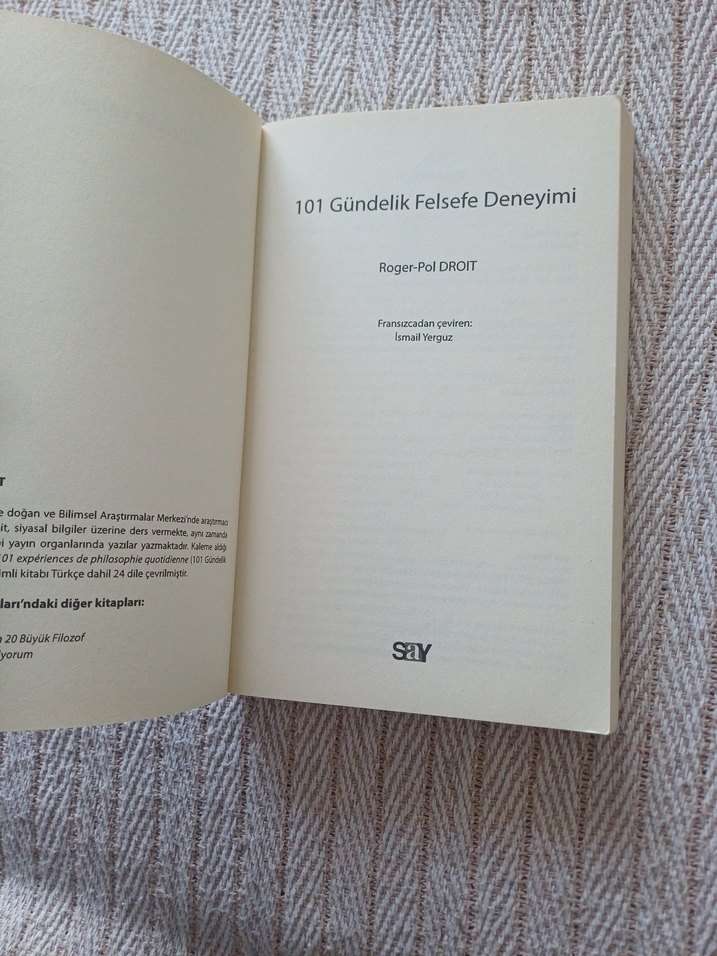 T
e doğan ve Bilimsel Araştırmalar Merkezi'nde araştırmacı
it, siyasal bilgiler üzerine ders vermekte, aynı zamanda
i yayın organlarında yazılar yazmaktadır. Kaleme aldığı
101 expériences de philosophie quotidienne (101 Gündelik
imli kitabı Türkçe dahil 24 dile çevrilmiştir.
ları'ndaki diğer kitapları:
20 Büyük Filozof
yorum
101 Gündelik Felsefe Deneyimi
Roger-Pol DROIT
Fransızcadan çeviren:
İsmail Yerguz
SAY